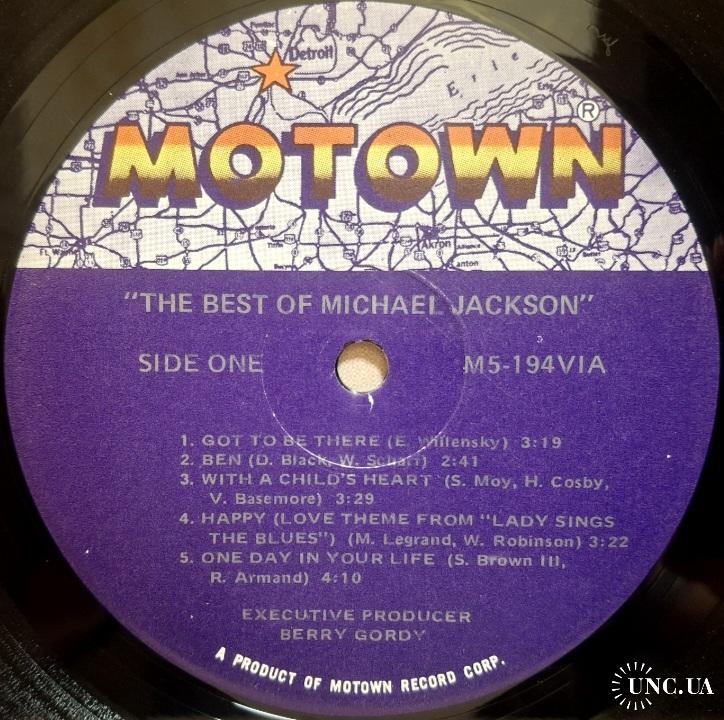 Detroit
Erie
Erie
MOTOWN®
Akron
"THE BEST OF MICHAEL JACKSON"
SIDE ONE M5-194VIA
1. GOT TO BE THERE (E. Willensky) 3:19
2. BEN (D. Black, W. Scharf) 2:41
3. WITH A CHILD'S HEART (S. Moy, H. Cosby,
V. Basemore) 3:29
4. HAPPY (LOVE THEME FROM "LADY SINGS
THE BLUES") (M. Legrand, W. Robinson) 3:22
5. ONE DAY IN YOUR LIFE (S. Brown III,
R. Armand) 4:10
EXECUTIVE PRODUCER
BERRY GORDY
A PRODUCT OF MOTOWN RECORD CORP.
UNC.UA